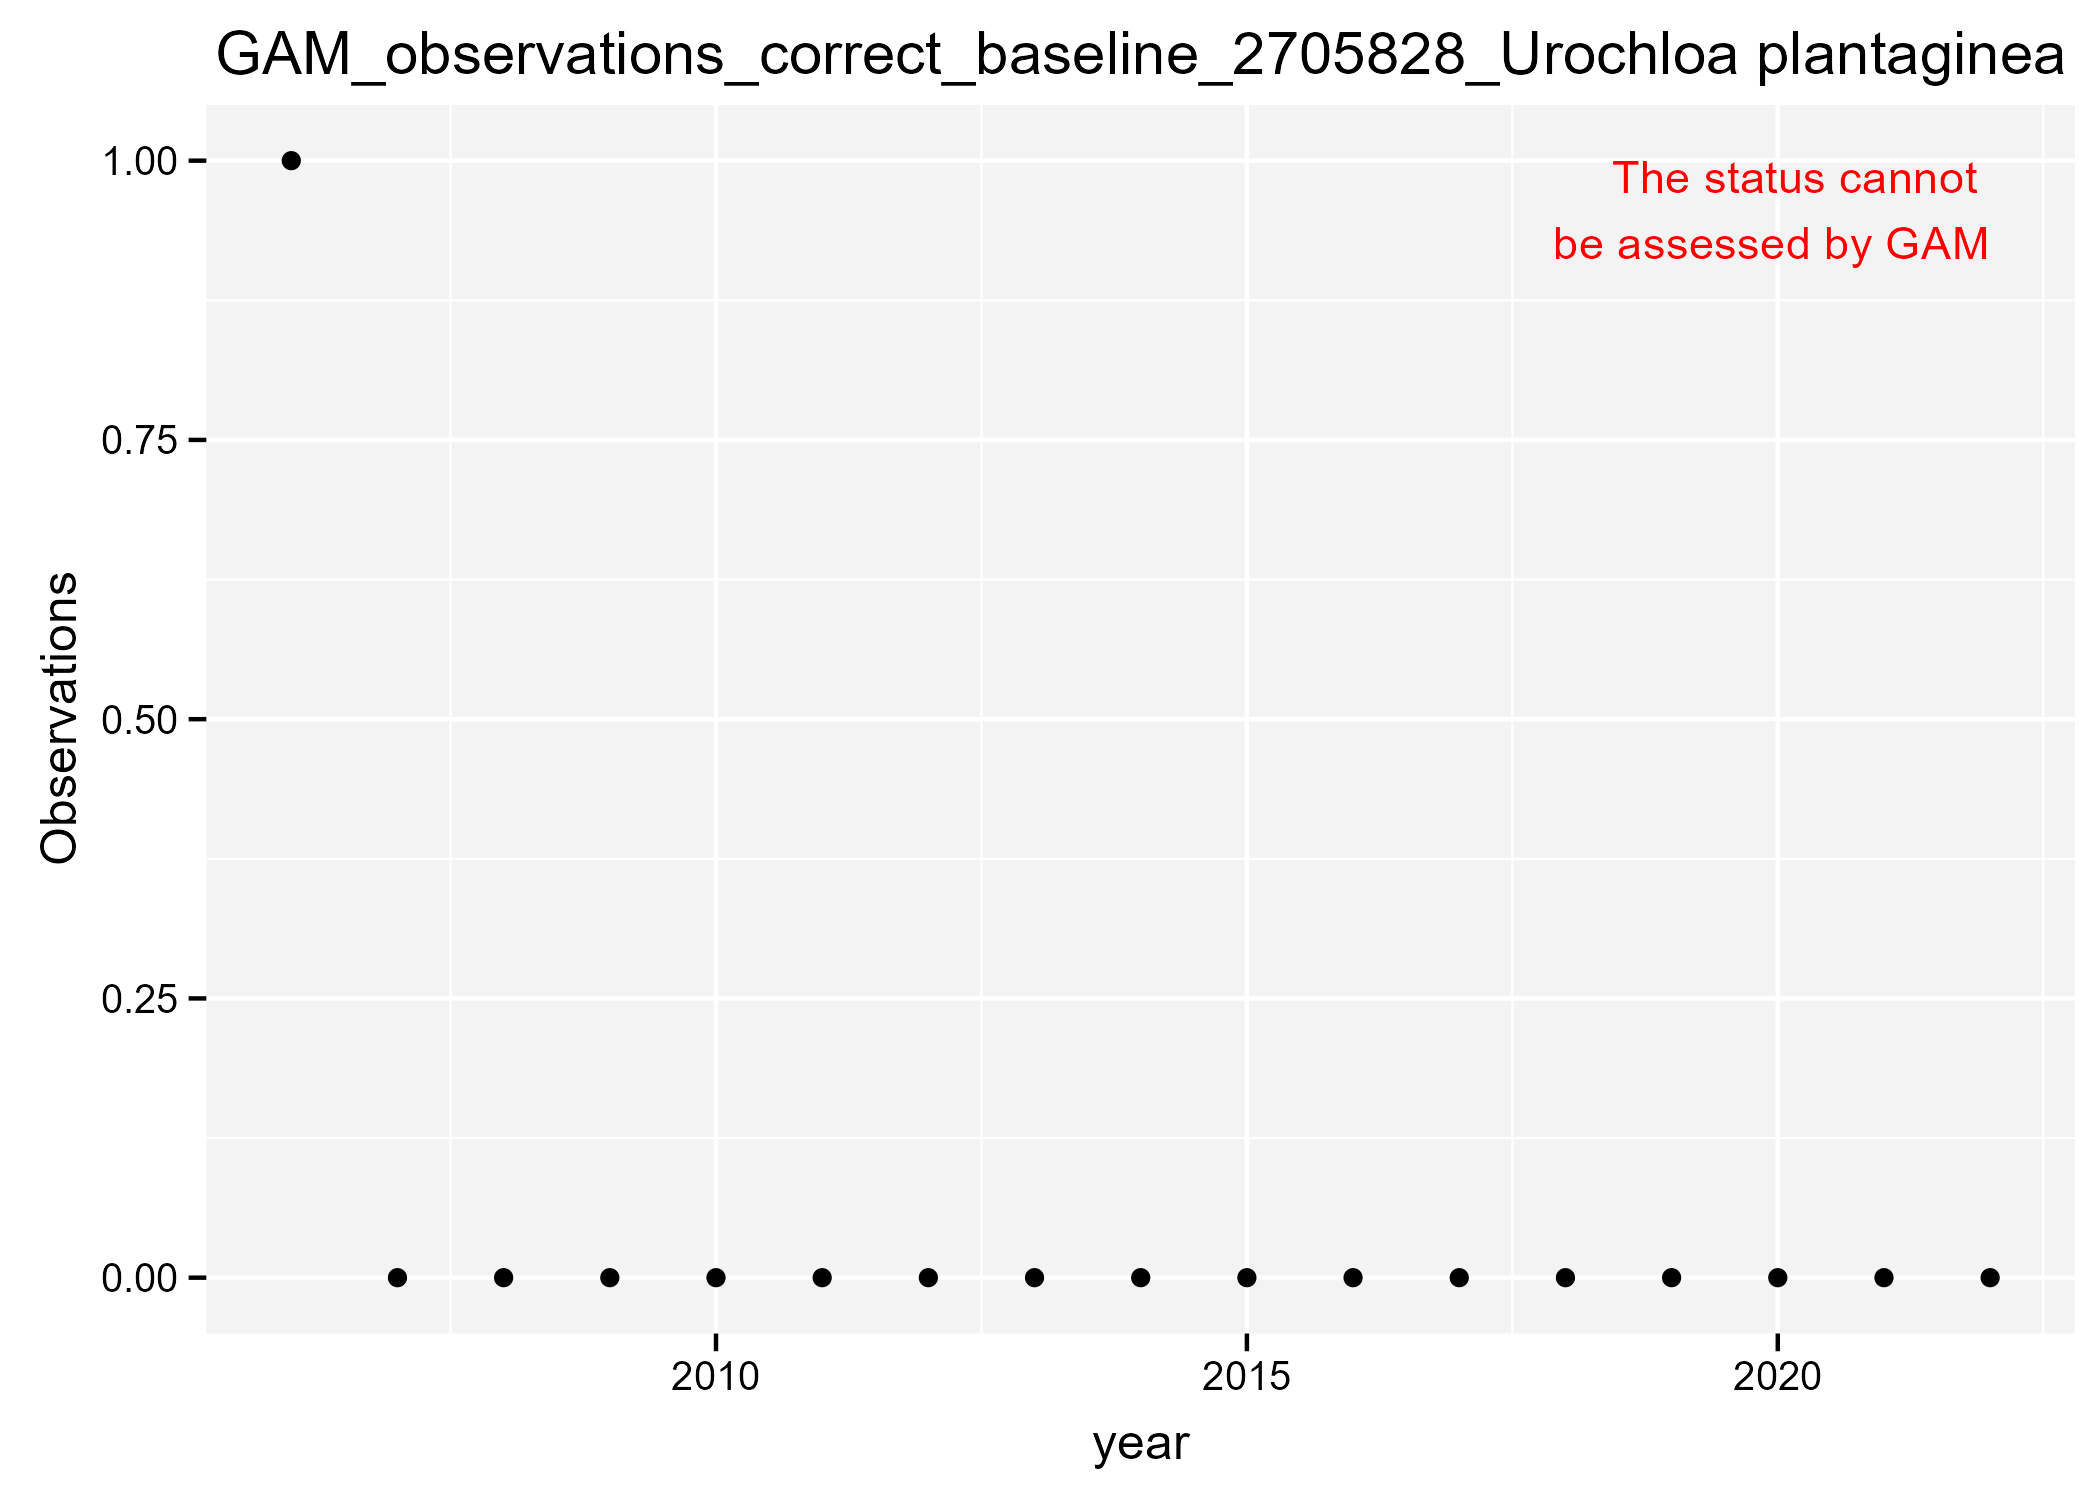 GAM_observations_correct_baseline_2705828_Urochloa plantaginea
1.00
The status cannot
be assessed by GAM
0.75
0.50
0.25
0.00
Observations
2010
2015
2020
year